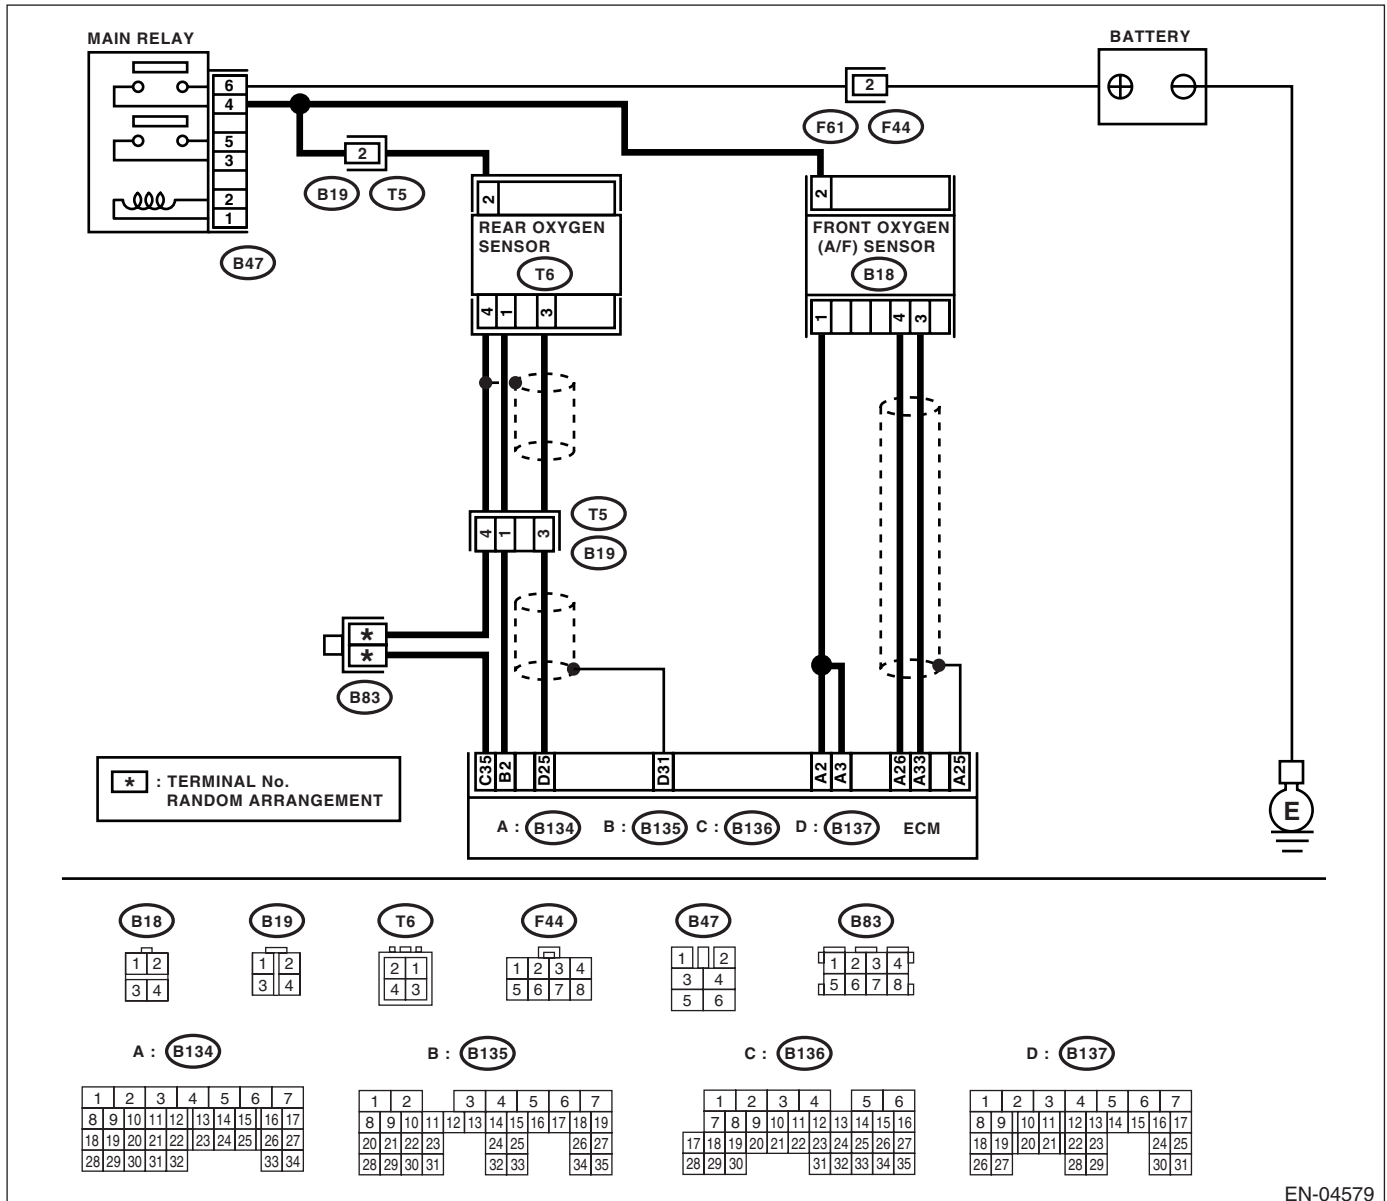 MAIN RELAY
BATTERY
6
4
5
3
2
1
B47
2
B19 T5
2
F61 F44
2
REAR OXYGEN
SENSOR
T6
4 1 3
2
FRONT OXYGEN
(A/F) SENSOR
B18
1 4 3
T5
B19
4 1 3
*
*
B83
* : TERMINAL No.
RANDOM ARRANGEMENT
C35 B2 D25 D31 A2 A3 A26 A33 A25
A : B134 B : B135 C : B136 D : B137 ECM
E
B18 B19 T6 F44 B47 B83
1 2
3 4
1 2
3 4
2 1
4 3
1 2 3 4
5 6 7 8
1 2
3 4
5 6
1 2 3 4
5 6 7 8
A : B134 B : B135 C : B136 D : B137
1 2 3 4 5 6 7
8 9 10 11 12 13 14 15 16 17
18 19 20 21 22 23 24 25 26 27
28 29 30 31 32 33 34
1 2 3 4 5 6 7
8 9 10 11 12 13 14 15 16 17 18 19
20 21 22 23 24 25 26 27
28 29 30 31 32 33 34 35
1 2 3 4 5 6
7 8 9 10 11 12 13 14 15 16
17 18 19 20 21 22 23 24 25 26 27
28 29 30 31 32 33 34 35
1 2 3 4 5 6 7
8 9 10 11 12 13 14 15 16 17
18 19 20 21 22 23 24 25
26 27 28 29 30 31
EN-04579